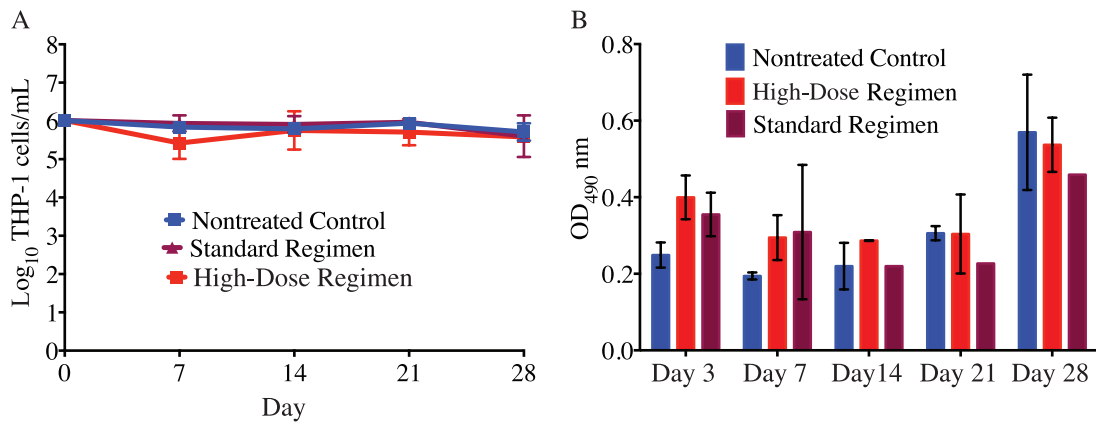 A
Log10 THP-1 cells/mL
8
7
6
5
4
3
2
1
0
Nontreated Control
Standard Regimen
High-Dose Regimen
0 7 14 21 28
Day
B
OD490 nm
0.8
0.6
0.4
0.2
0.0
Nontreated Control
High-Dose Regimen
Standard Regimen
Day 3 Day 7 Day14 Day 21 Day 28